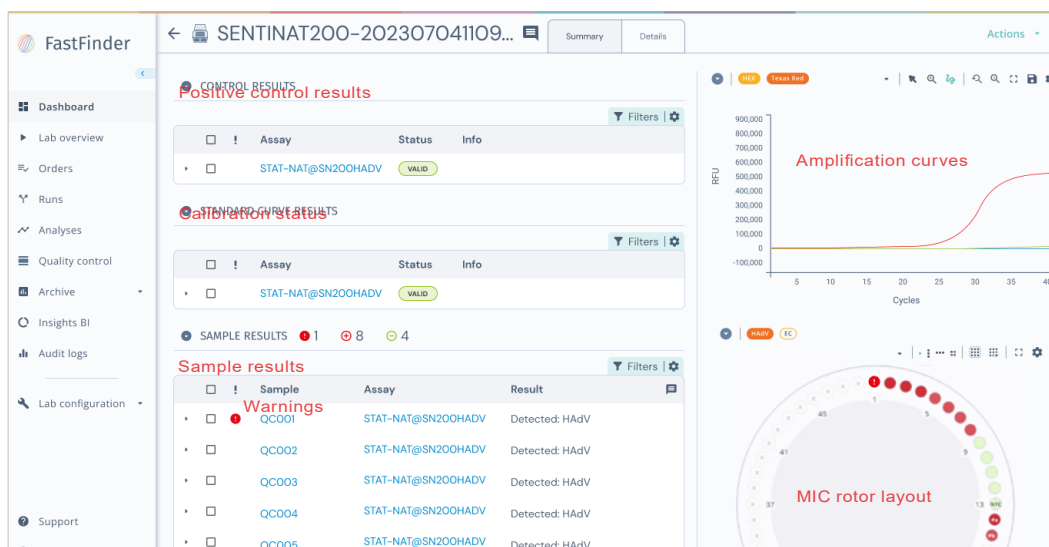 FastFinder
Dashboard
Lab overview
Orders
Runs
Analyses
Quality control
Archive
Insights BI
Audit logs
Lab configuration
Support
SENTINAT200-202307041109...
Summary
Details
Actions
CONTROL RESULTS
Positive control results
Filters
! Assay Status Info
STAT-NAT@SN200HADV VALID
STANDARD CURVE RESULTS
Calibration status
Filters
! Assay Status Info
STAT-NAT@SN200HADV VALID
SAMPLE RESULTS ! 1 8 4
Sample results
Filters
! Sample Assay Result
Warnings
! QC001 STAT-NAT@SN200HADV Detected: HAdV
QC002 STAT-NAT@SN200HADV Detected: HAdV
QC003 STAT-NAT@SN200HADV Detected: HAdV
QC004 STAT-NAT@SN200HADV Detected: HAdV
QC005 STAT-NAT@SN200HADV Detected: HAdV
HEX Texas Red
900,000
800,000
700,000
600,000
500,000
400,000
300,000
200,000
100,000
0
-100,000
RFU
Amplification curves
5 10 15 20 25 30 35 40
Cycles
HAdV EC
!
1
5
9
13
NTC
Ps
Ps
37
41
45
MIC rotor layout